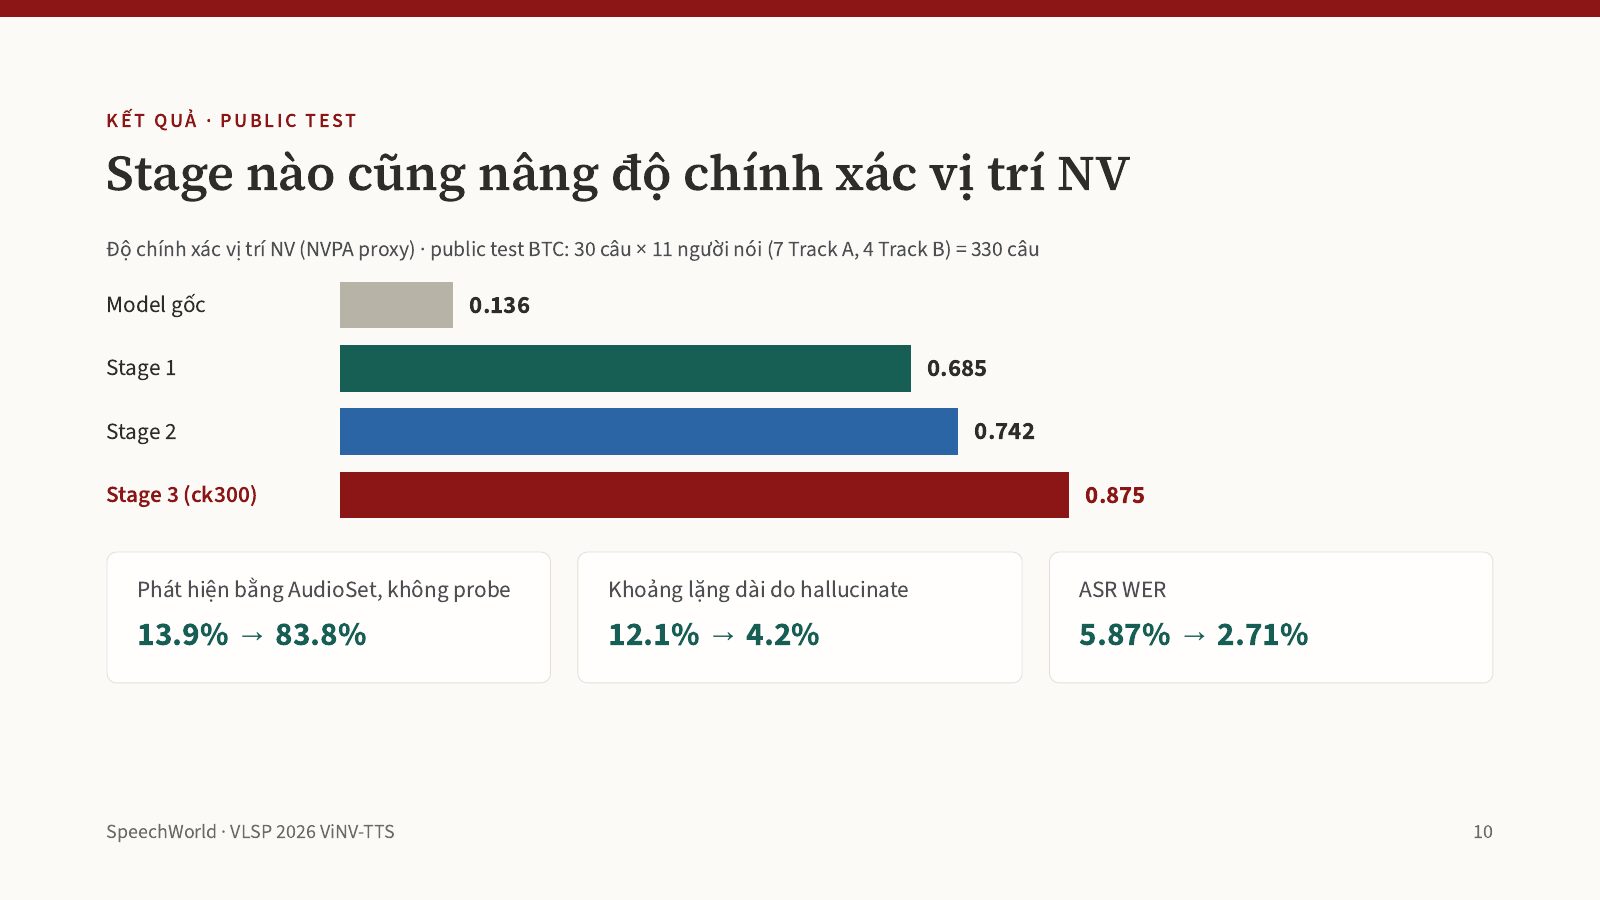 KẾT QUẢ · PUBLIC TEST
Stage nào cũng nâng độ chính xác vị trí NV
Độ chính xác vị trí NV (NVPA proxy) · public test BTC: 30 câu × 11 người nói (7 Track A, 4 Track B) = 330 câu
Model gốc 0.136
Stage 1 0.685
Stage 2 0.742
Stage 3 (ck300) 0.875
Phát hiện bằng AudioSet, không probe
13.9% → 83.8%
Khoảng lặng dài do hallucinate
12.1% → 4.2%
ASR WER
5.87% → 2.71%
SpeechWorld · VLSP 2026 ViNV-TTS
10